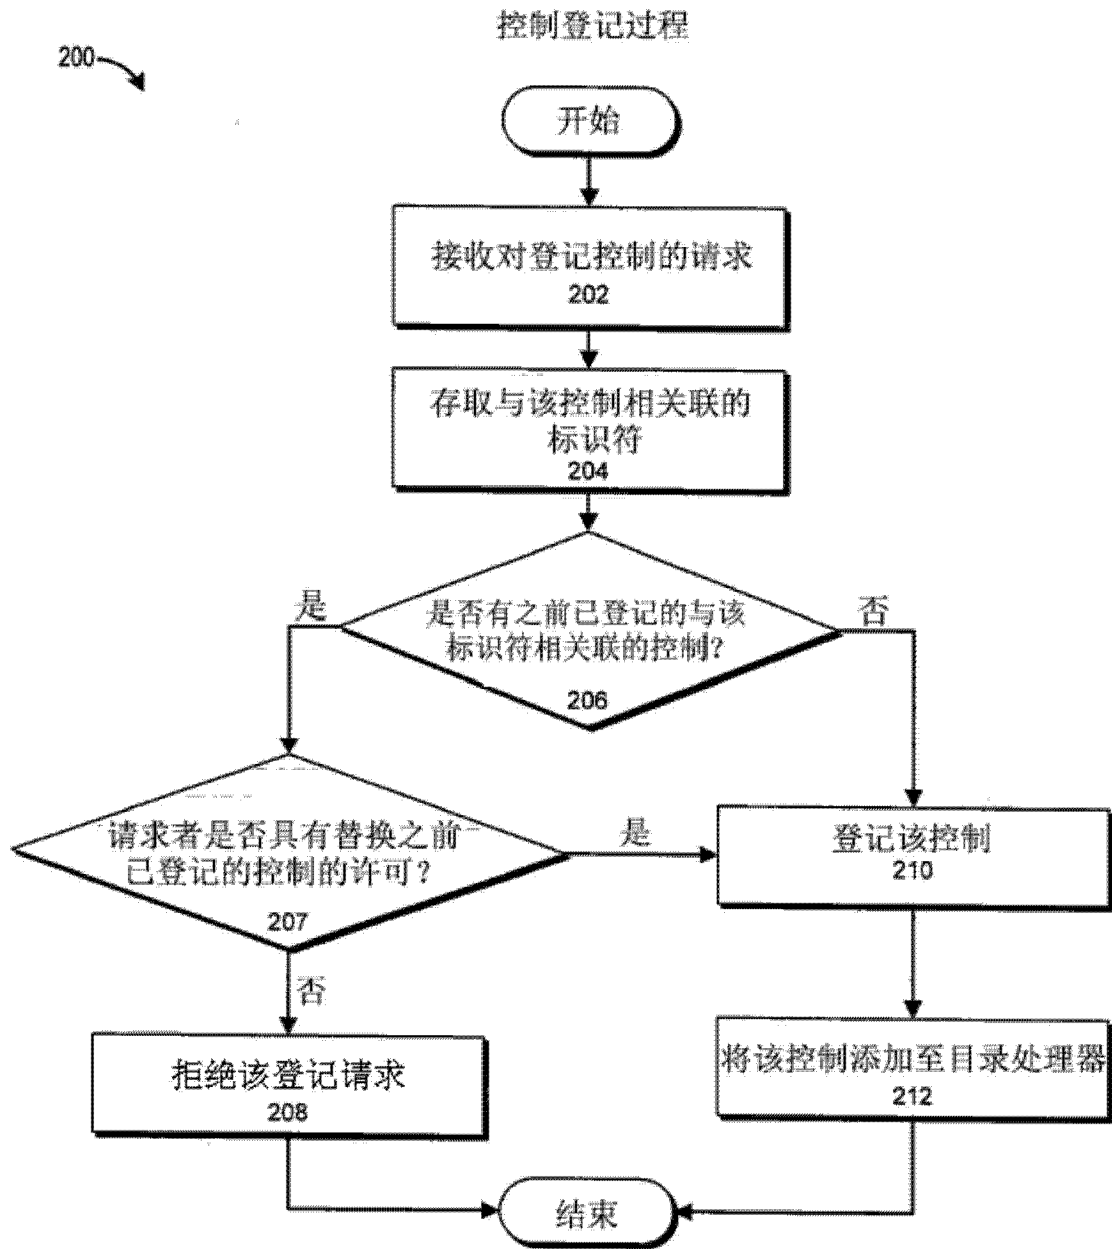 控制登记过程
200
开始
接收对登记控制的请求
202
存取与该控制相关联的
标识符
204
是否有之前已登记的与该
标识符相关联的控制?
206
是
否
请求者是否具有替换之前
已登记的控制的许可?
207
是
登记该控制
210
否
拒绝该登记请求
208
将该控制添加至目录处理器
212
结束